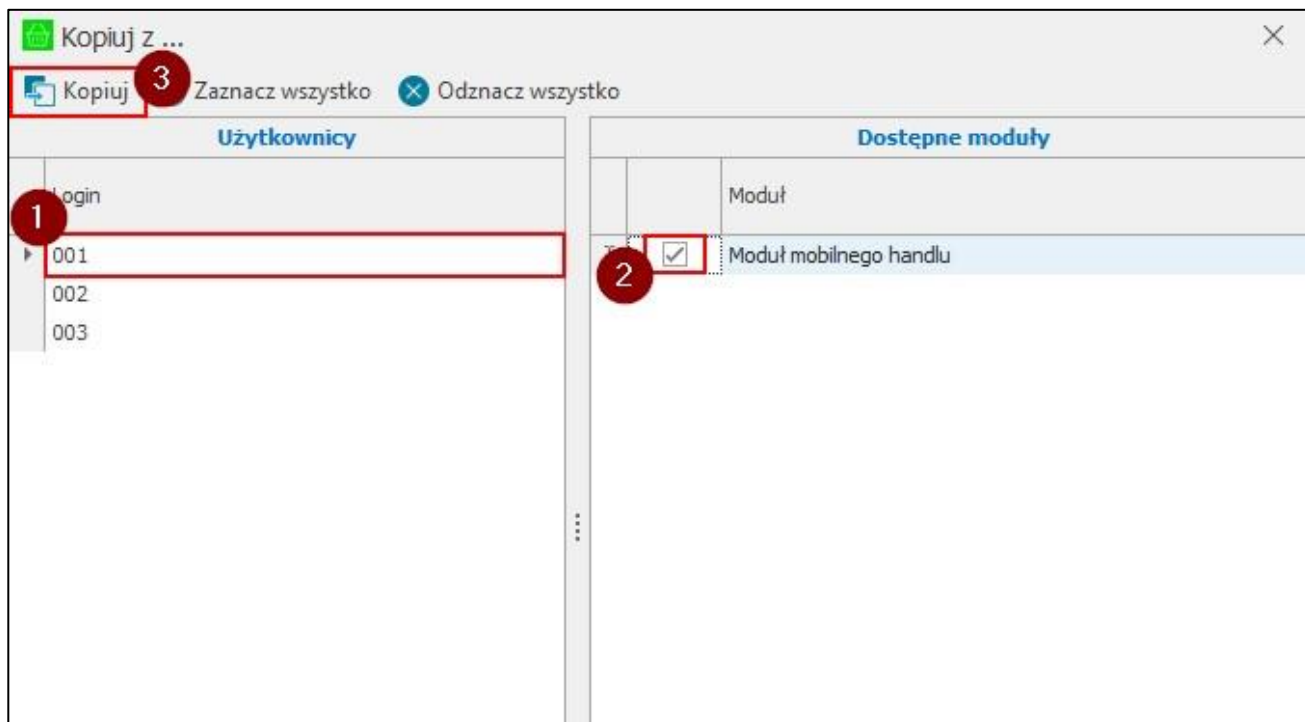 Kopiuj z ...
Kopiuj 3 Zaznacz wszystko Odznacz wszystko
Użytkownicy Dostępne moduły
Login Moduł
1
001 Moduł mobilnego handlu
2
002
003